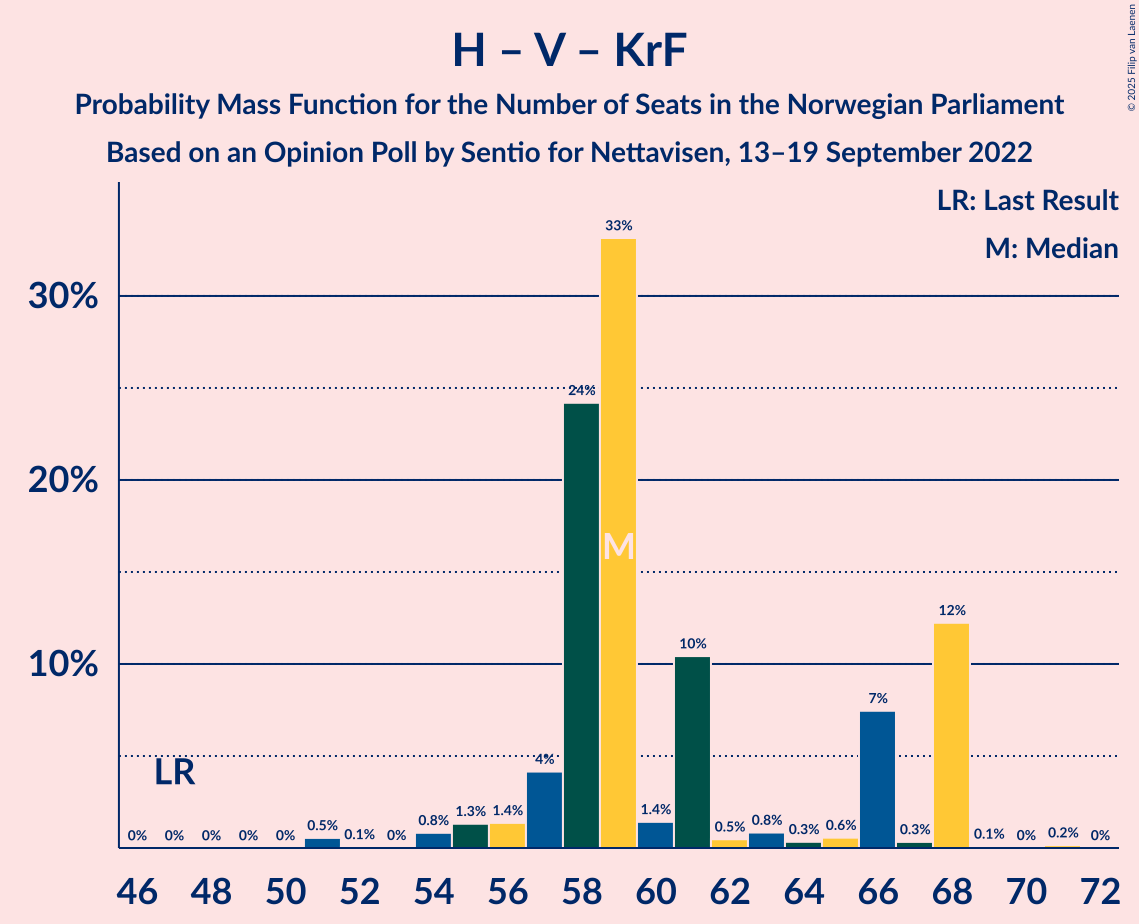 H – V – KrF
Probability Mass Function for the Number of Seats in the Norwegian Parliament
Based on an Opinion Poll by Sentio for Nettavisen, 13–19 September 2022
© 2025 Filip van Laenen
LR: Last Result
M: Median
30%
20%
10%
0% 0% 0% 0% 0% 0.5% 0.1% 0% 0.8% 1.3% 1.4% 4% 24% 33% 1.4% 10% 0.5% 0.8% 0.3% 0.6% 7% 0.3% 12% 0.1% 0% 0.2% 0%
LR
M
46 48 50 52 54 56 58 60 62 64 66 68 70 72